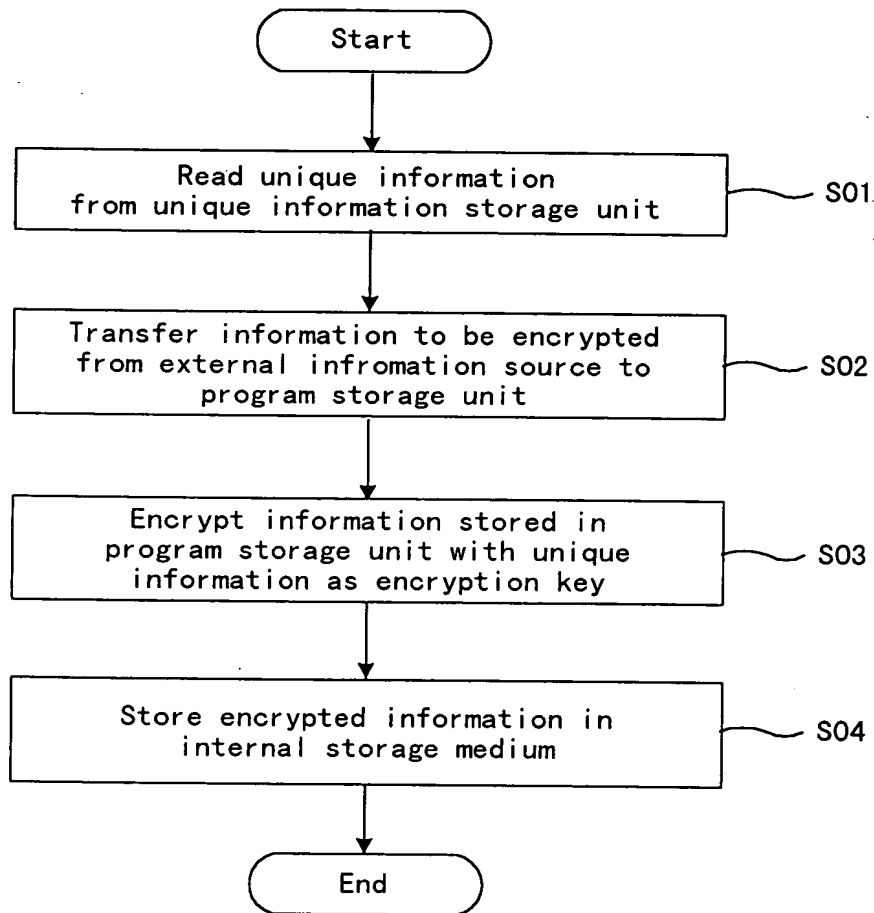 Start
Read unique information
from unique information storage unit
S01
Transfer information to be encrypted
from external infromation source to
program storage unit
S02
Encrypt information stored in
program storage unit with unique
information as encryption key
S03
Store encrypted information in
internal storage medium
S04
End